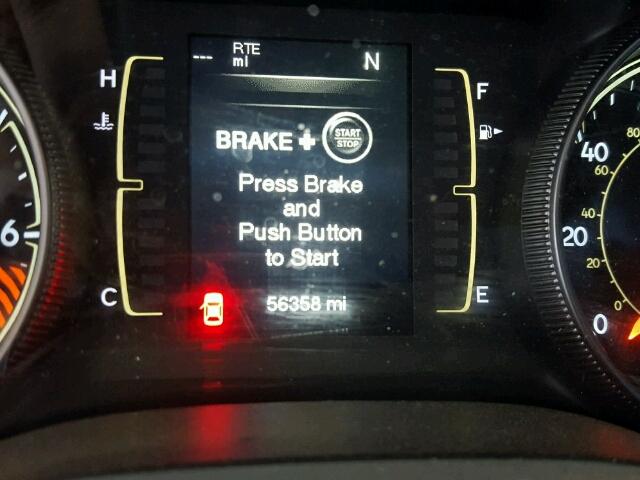 --- RTE
mi
N
H
F
BRAKE + START
STOP
Press Brake
and
Push Button
to Start
C
56358 mi
E
6
40
20
0
80
60
40
20
0